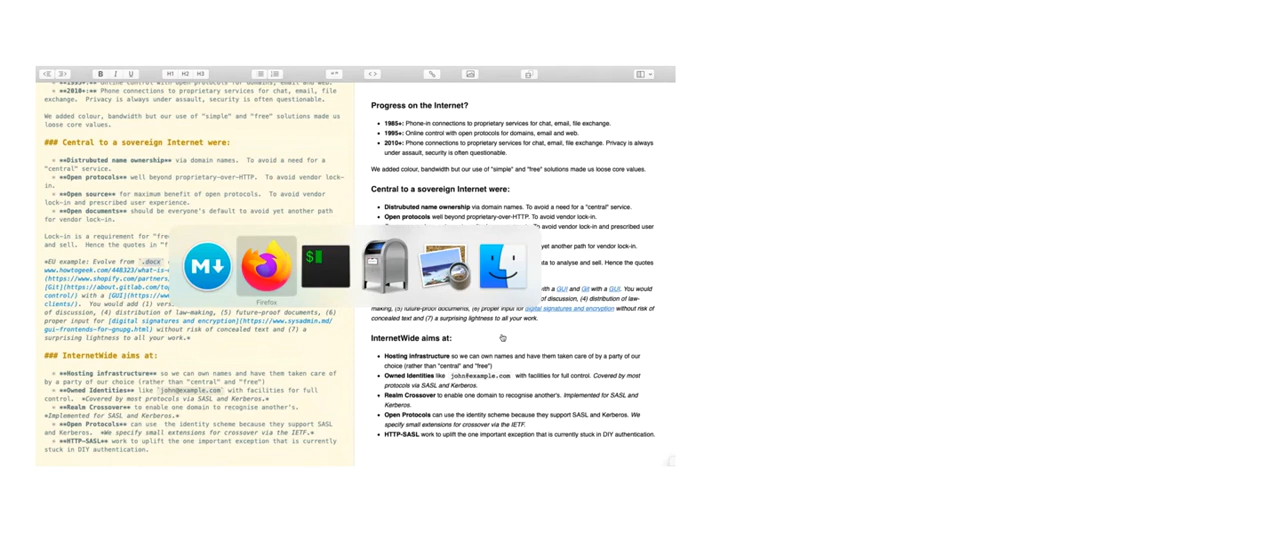 B I U H1 H2 H3
**1995+:** Online control with open protocols for domains, email and web.
* **2010+:** Phone connections to proprietary services for chat, email, file
exchange. Privacy is always under assault, security is often questionable.
We added colour, bandwidth but our use of "simple" and "free" solutions made us
loose core values.
### Central to a sovereign Internet were:
* **Distrubuted name ownership** via domain names. To avoid a need for a
"central" service.
* **Open protocols** well beyond proprietary-over-HTTP. To avoid vendor lock-
in.
* **Open source** for maximum benefit of open protocols. To avoid vendor
lock-in and prescribed user experience.
* **Open documents** should be everyone's default to avoid yet another path
for vendor lock-in.
Lock-in is a requirement for "fre
and sell. Hence the quotes in "f
*EU example: Evolve from `.docx`
www.howtogeek.com/448323/what-is-
(https://www.shopify.com/partners
[Git](https://about.gitlab.com/to
control/) with a [GUI](https://ww
clients/). You would add (1) vers
of discussion, (4) distribution of law-making, (5) future-proof documents, (6)
proper input for [digital signatures and encryption](https://www.sysadmin.md/
gui-frontends-for-gnupg.html) without risk of concealed text and (7) a
surprising lightness to all your work.*
### InternetWide aims at:
* **Hosting infrastructure** so we can own names and have them taken care of
by a party of our choice (rather than "central" and "free")
* **Owned Identities** like `john@example.com` with facilities for full
control. *Covered by most protocols via SASL and Kerberos.*
* **Realm Crossover** to enable one domain to recognise another's.
*Implemented for SASL and Kerberos.*
* **Open Protocols** can use the identity scheme because they support SASL
and Kerberos. *We specify small extensions for crossover via the IETF.*
* **HTTP-SASL** work to uplift the one important exception that is currently
stuck in DIY authentication.
Progress on the Internet?
• 1985+: Phone-in connections to proprietary services for chat, email, file exchange.
• 1995+: Online control with open protocols for domains, email and web.
• 2010+: Phone connections to proprietary services for chat, email, file exchange. Privacy is always
under assault, security is often questionable.
We added colour, bandwidth but our use of "simple" and "free" solutions made us loose core values.
Central to a sovereign Internet were:
• Distrubuted name ownership via domain names. To avoid a need for a "central" service.
• Open protocols well beyond proprietary-over-HTTP. To avoid vendor lock-in.
lock-in and prescribed user
yet another path for vendor lock-in.
to analyse and sell. Hence the quotes
with a GUI and Git with a GUI. You would
of discussion, (4) distribution of law-
making, (5) future-proof documents, (6) proper input for digital signatures and encryption without risk of
concealed text and (7) a surprising lightness to all your work.
InternetWide aims at:
• Hosting infrastructure so we can own names and have them taken care of by a party of our
choice (rather than "central" and "free")
• Owned Identities like john@example.com with facilities for full control. Covered by most
protocols via SASL and Kerberos.
• Realm Crossover to enable one domain to recognise another's. Implemented for SASL and
Kerberos.
• Open Protocols can use the identity scheme because they support SASL and Kerberos. We
specify small extensions for crossover via the IETF.
• HTTP-SASL work to uplift the one important exception that is currently stuck in DIY authentication.
M
$
Firefox